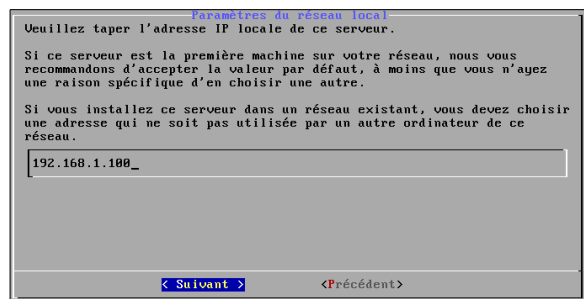 Paramètres du réseau local
Veuillez taper l'adresse IP locale de ce serveur.
Si ce serveur est la première machine sur votre réseau, nous vous
recommandons d'accepter la valeur par défaut, à moins que vous n'ayez
une raison spécifique d'en choisir une autre.
Si vous installez ce serveur dans un réseau existant, vous devez choisir
une adresse qui ne soit pas utilisée par un autre ordinateur de ce
réseau.
192.168.1.100_
< Suivant > <Précédent>